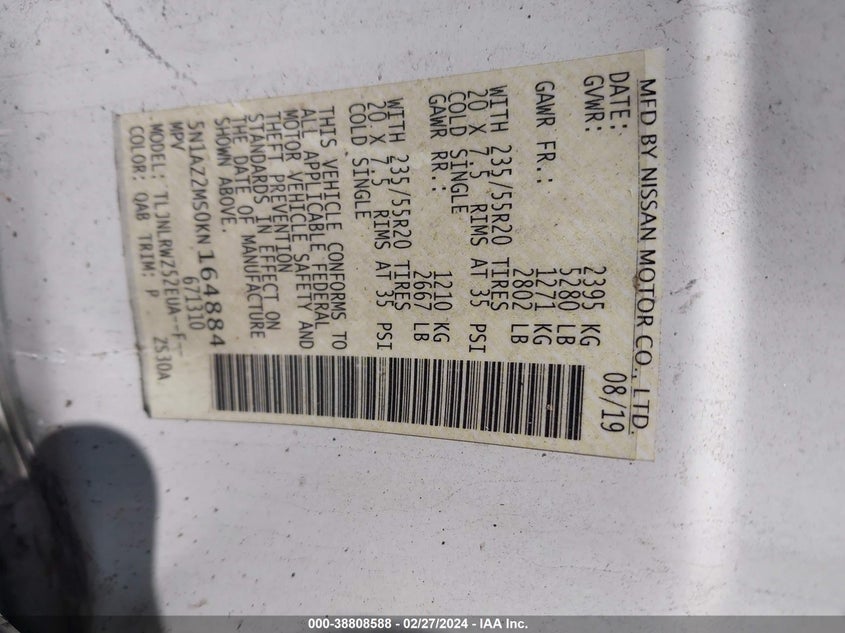 MFD BY NISSAN MOTOR CO., LTD.
DATE: 08/19
GVWR: 2395 KG
5280 LB
GAWR FR.: 1271 KG
2802 LB
WITH 235/55R20 TIRES
20 X 7.5 RIMS AT 35 PSI
COLD SINGLE
GAWR RR.: 1210 KG
2667 LB
WITH 235/55R20 TIRES
20 X 7.5 RIMS AT 35 PSI
COLD SINGLE
THIS VEHICLE CONFORMS TO
ALL APPLICABLE FEDERAL
MOTOR VEHICLE SAFETY AND
THEFT PREVENTION
STANDARDS IN EFFECT ON
THE DATE OF MANUFACTURE
SHOWN ABOVE.
5N1AZ2MS0KN164884
MPV 671310
MODEL: TLJNLRWZ52EUA--F--
COLOR: QAB TRIM: P ZS30A
000-38808588 - 02/27/2024 - IAA Inc.